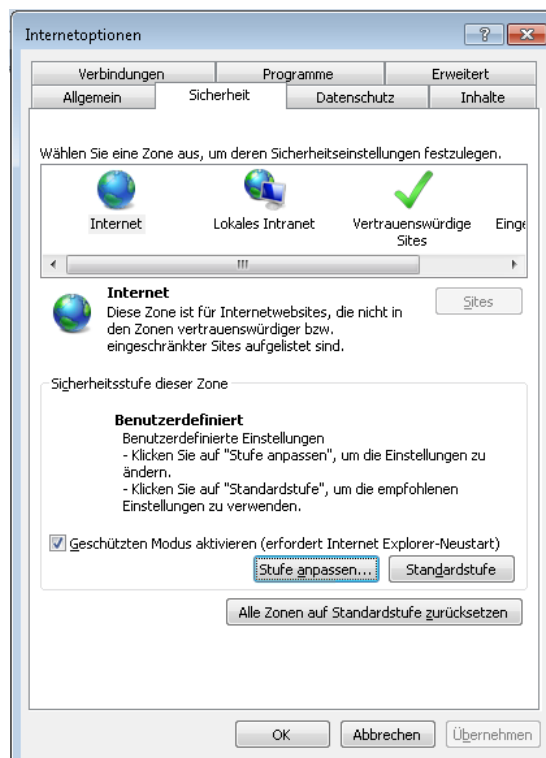 Internetoptionen
Verbindungen
Programme
Erweitert
Allgemein
Sicherheit
Datenschutz
Inhalte
Wählen Sie eine Zone aus, um deren Sicherheitseinstellungen festzulegen.
Internet
Lokales Intranet
Vertrauenswürdige
Sites
Einge
Internet
Sites
Diese Zone ist für Internetwebsites, die nicht in
den Zonen vertrauenswürdiger bzw.
eingeschränkter Sites aufgelistet sind.
Sicherheitsstufe dieser Zone
Benutzerdefiniert
Benutzerdefinierte Einstellungen
- Klicken Sie auf "Stufe anpassen", um die Einstellungen zu
ändern.
- Klicken Sie auf "Standardstufe", um die empfohlenen
Einstellungen zu verwenden.
Geschützten Modus aktivieren (erfordert Internet Explorer-Neustart)
Stufe anpassen...
Standardstufe
Alle Zonen auf Standardstufe zurücksetzen
OK
Abbrechen
Übernehmen